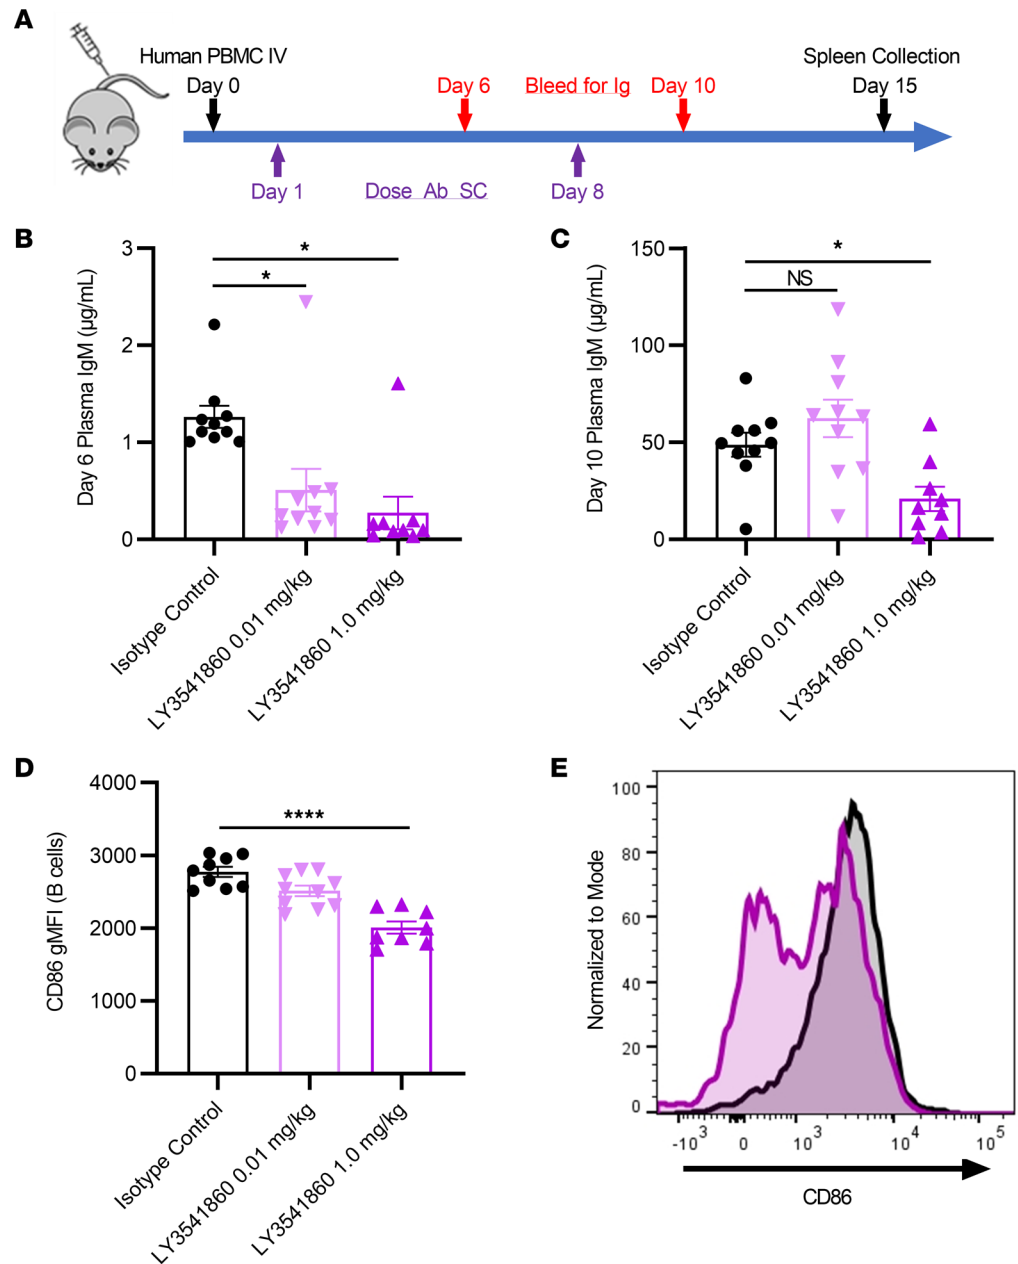 A
Human PBMC IV
Spleen Collection
Day 0
Day 6
Bleed for Ig
Day 10
Day 15
Day 1
Dose Ab SC
Day 8
B
Day 6 Plasma IgM (µg/mL)
3
2
1
0
*
*
Isotype Control
LY3541860 0.01 mg/kg
LY3541860 1.0 mg/kg
C
Day 10 Plasma IgM (µg/mL)
150
100
50
0
*
NS
Isotype Control
LY3541860 0.01 mg/kg
LY3541860 1.0 mg/kg
D
CD86 gMFI (B cells)
4000
3000
2000
1000
0
****
Isotype Control
LY3541860 0.01 mg/kg
LY3541860 1.0 mg/kg
E
Normalized to Mode
100
80
60
40
20
0
-10³ 0 10³ 10⁴ 10⁵
CD86